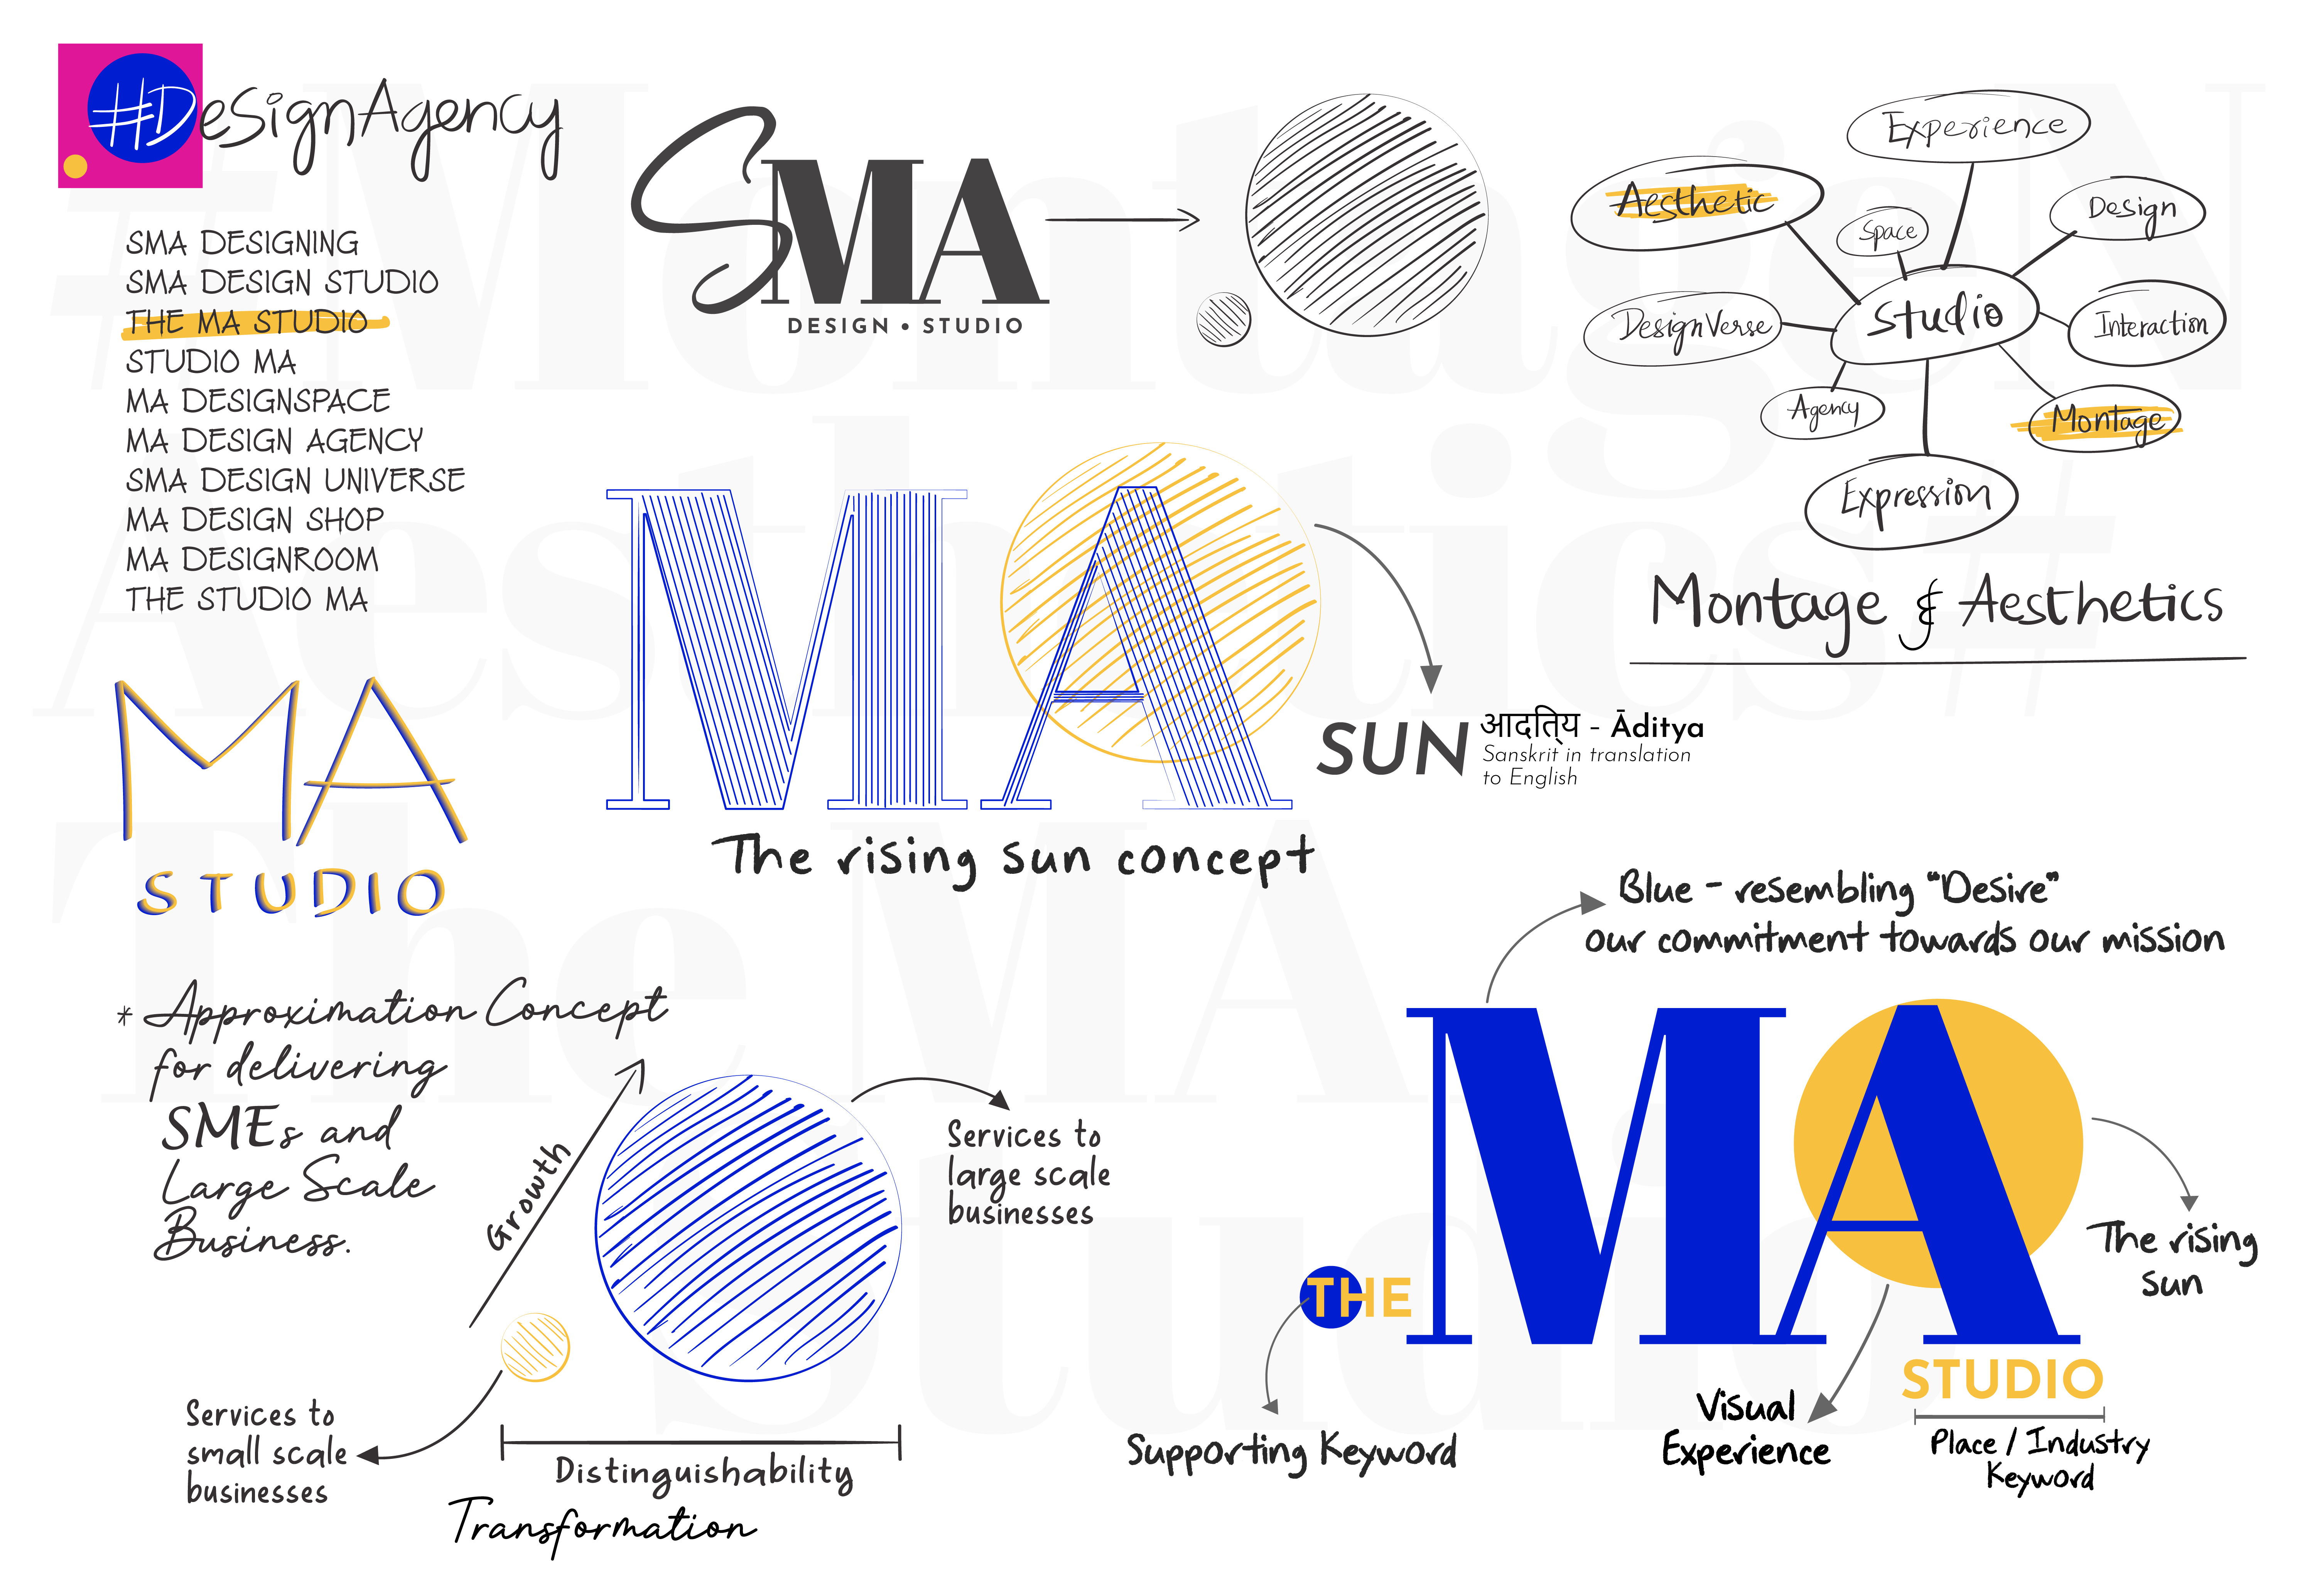 #DesignAgency
SMA DESIGNING
SMA DESIGN STUDIO
THE MA STUDIO
STUDIO MA
MA DESIGNSPACE
MA DESIGN AGENCY
SMA DESIGN UNIVERSE
MA DESIGN SHOP
MA DESIGNROOM
THE STUDIO MA
SMA
DESIGN • STUDIO
Experience
Aesthetic
Space
Design
Studio
DesignVerse
Interaction
Agency
Montage
Expression
Montage & Aesthetics
MA
The rising sun concept
SUN
आदित्य - Āditya
Sanskrit in translation
to English
MA
STUDIO
* Approximation Concept
for delivering
SMEs and
Large Scale
Business.
Growth
Services to
large scale
businesses
Services to
small scale
businesses
Distinguishability
Transformation
Blue - resembling "Desire"
our commitment towards our mission
THE
MA
STUDIO
The rising
sun
Supporting Keyword
Visual
Experience
Place / Industry
Keyword
#Montage N
Aesthetics#
The MA
Studio